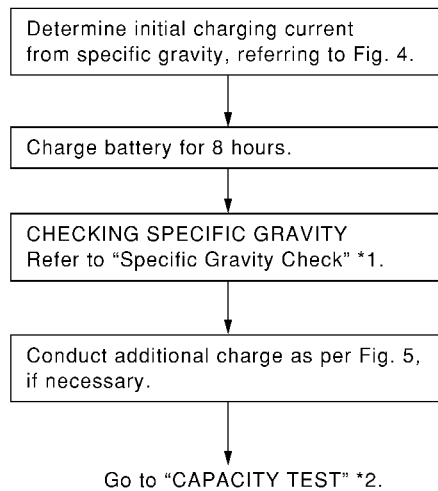 Determine initial charging current
from specific gravity, referring to Fig. 4.
Charge battery for 8 hours.
CHECKING SPECIFIC GRAVITY
Refer to “Specific Gravity Check” *1.
Conduct additional charge as per Fig. 5,
if necessary.
Go to “CAPACITY TEST” *2.